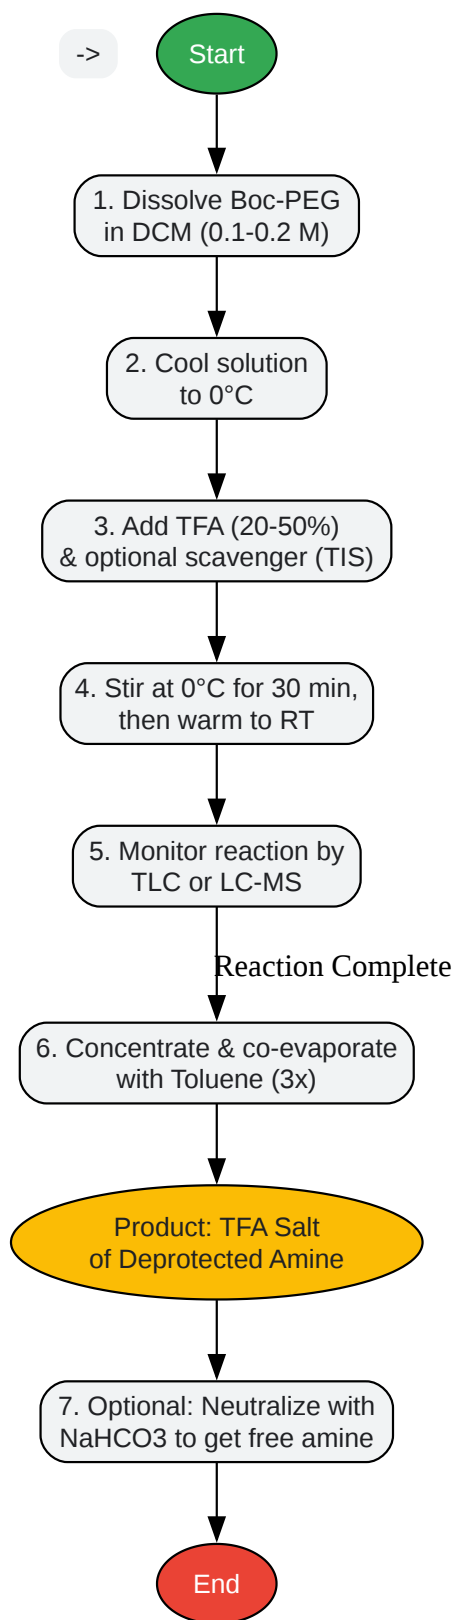 ->
Start
1. Dissolve Boc-PEG
in DCM (0.1-0.2 M)
2. Cool solution
to 0°C
3. Add TFA (20-50%)
& optional scavenger (TIS)
4. Stir at 0°C for 30 min,
then warm to RT
5. Monitor reaction by
TLC or LC-MS
Reaction Complete
6. Concentrate & co-evaporate
with Toluene (3x)
Product: TFA Salt
of Deprotected Amine
7. Optional: Neutralize with
NaHCO3 to get free amine
End